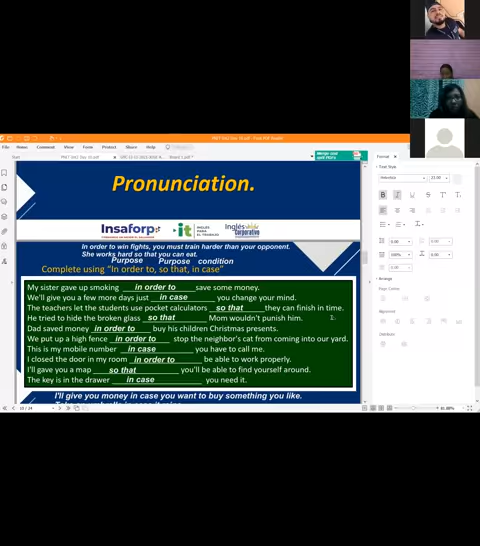 File Home Comment View Form Protect Share Help
Start
Pronunciation.
Insaforp
it
INGLÉS PARA EL TRABAJO
Inglés
Corporativo
In order to win fights, you must train harder than your opponent.
She works hard so that you can eat.
Purpose Purpose condition
Complete using "In order to, so that, in case"
My sister gave up smoking in order to save some money.
We'll give you a few more days just in case you change your mind.
The teachers let the students use pocket calculators so that they can finish in time.
He tried to hide the broken glass so that Mom wouldn't punish him.
Dad saved money in order to buy his children Christmas presents.
We put up a high fence in order to stop the neighbor's cat from coming into our yard.
This is my mobile number in case you have to call me.
I closed the door in my room in order to be able to work properly.
I'll gave you a map so that you'll be able to find yourself around.
The key is in the drawer in case you need it.
I'll give you money in case you want to buy something you like.
Format
Text Style
Helvetica